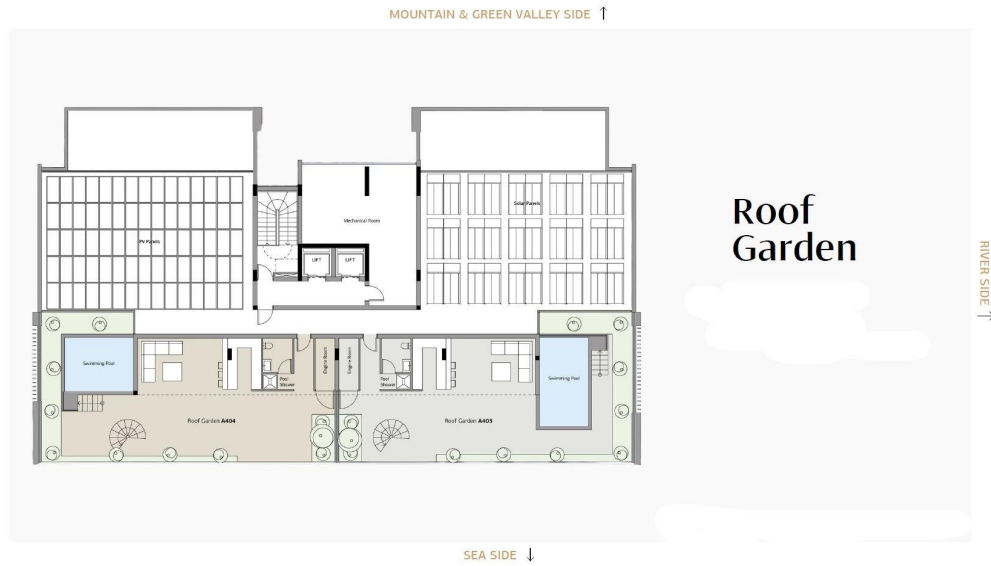 MOUNTAIN & GREEN VALLEY SIDE ↑
Roof
Garden
RIVER SIDE →
Mechanical Room
Solar Panels
PV Panels
LIFT
LIFT
Swimming Pool
Pool
Shower
Engine Room
Engine Room
Pool
Shower
Swimming Pool
Roof Garden A404
Roof Garden A405
SEA SIDE ↓